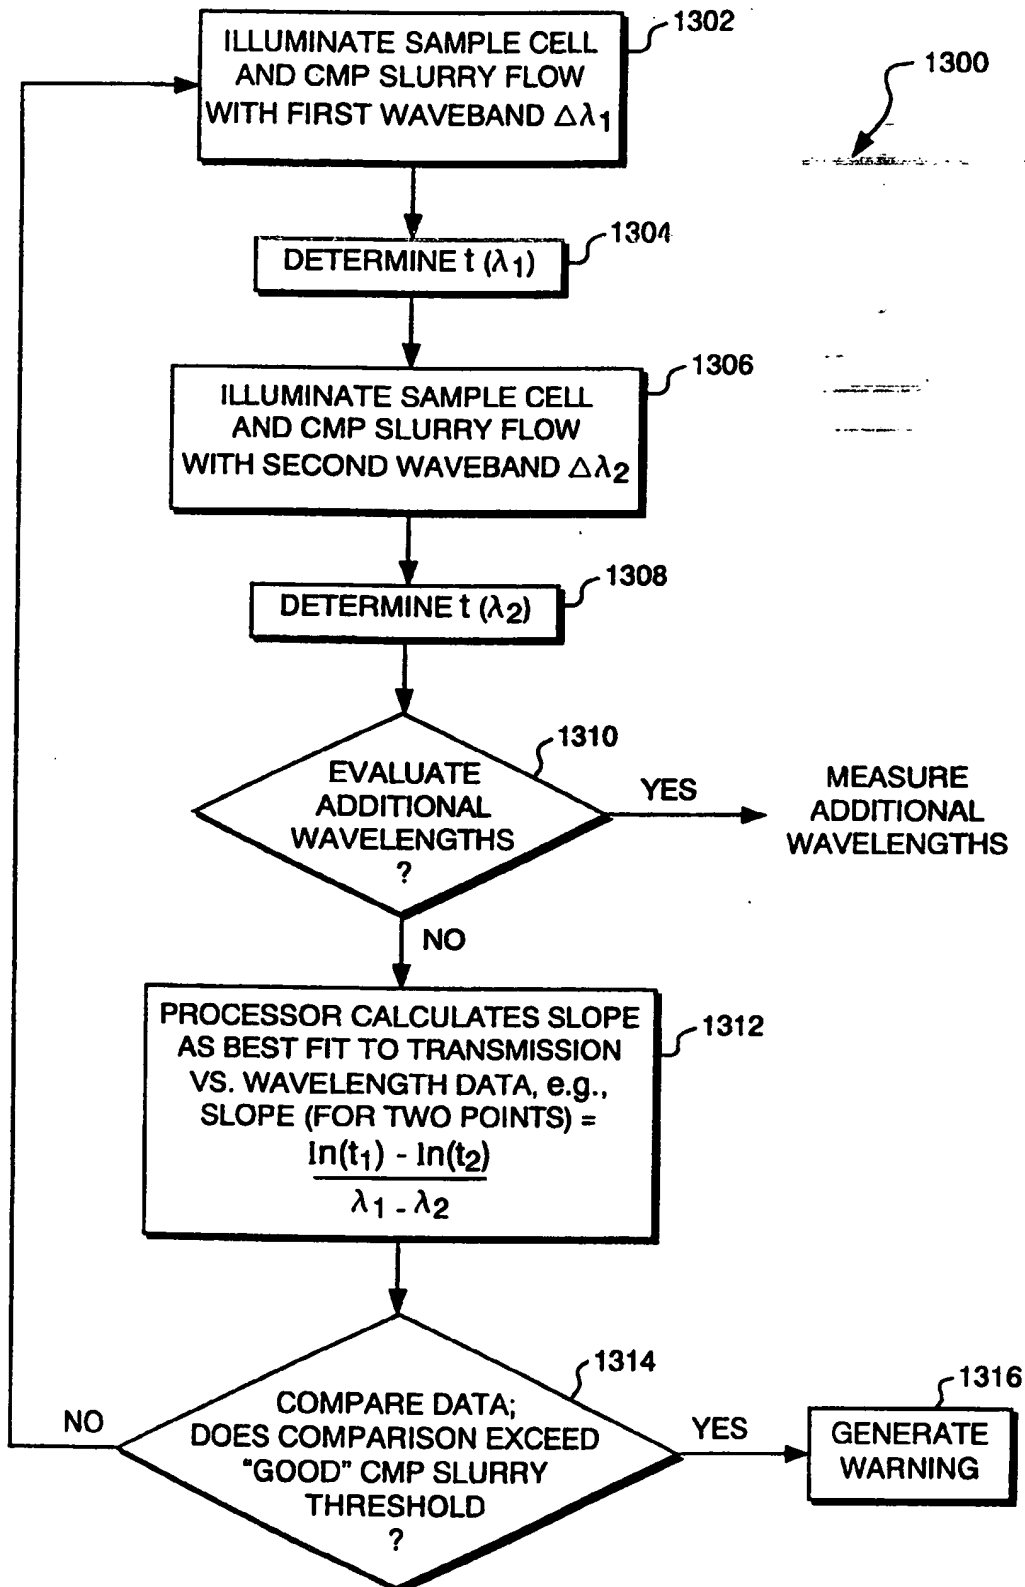 1302
ILLUMINATE SAMPLE CELL
AND CMP SLURRY FLOW
WITH FIRST WAVEBAND △λ1
1300
1304
DETERMINE t (λ1)
1306
ILLUMINATE SAMPLE CELL
AND CMP SLURRY FLOW
WITH SECOND WAVEBAND △λ2
1308
DETERMINE t (λ2)
1310
EVALUATE
ADDITIONAL
WAVELENGTHS
?
YES
MEASURE
ADDITIONAL
WAVELENGTHS
NO
1312
PROCESSOR CALCULATES SLOPE
AS BEST FIT TO TRANSMISSION
VS. WAVELENGTH DATA, e.g.,
SLOPE (FOR TWO POINTS) =
ln(t1) - ln(t2)
λ1 - λ2
1314
COMPARE DATA;
DOES COMPARISON EXCEED
"GOOD" CMP SLURRY
THRESHOLD
?
NO
YES
1316
GENERATE
WARNING